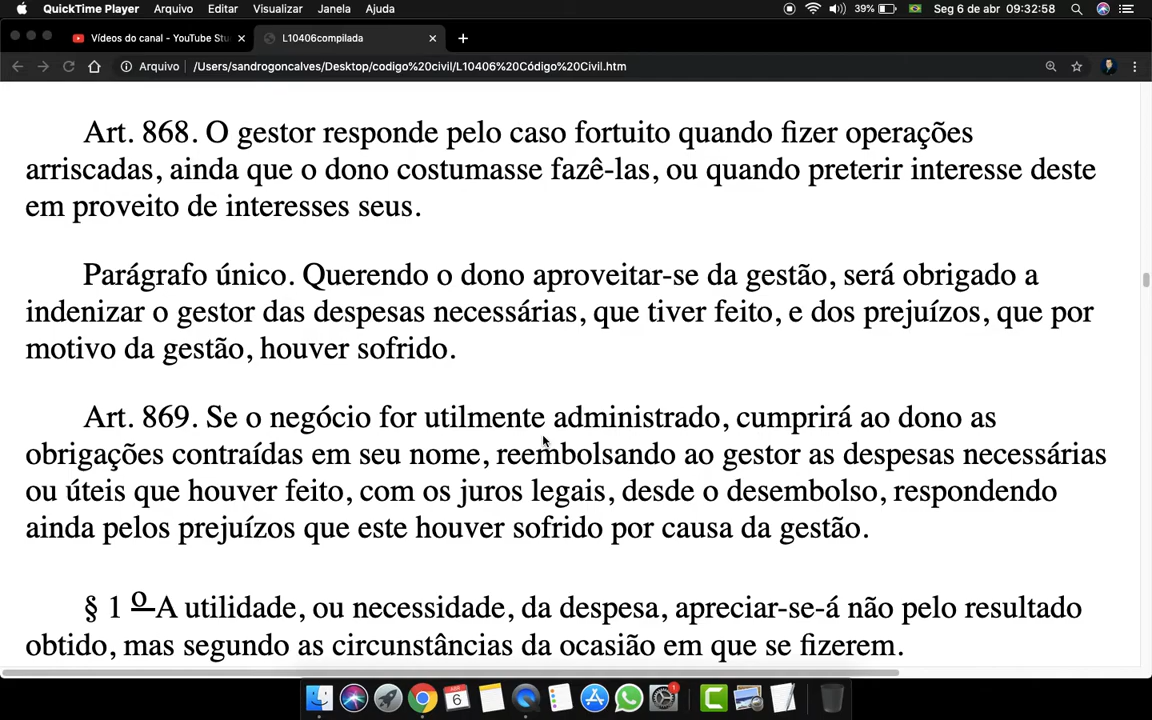 QuickTime Player Arquivo Editar Visualizar Janela Ajuda 39% Seg 6 de abr 09:32:58
Vídeos do canal - YouTube Stu L10406compilada
Arquivo /Users/sandrogoncalves/Desktop/codigo%20civil/L10406%20Código%20Civil.htm
Art. 868. O gestor responde pelo caso fortuito quando fizer operações
arriscadas, ainda que o dono costumasse fazê-las, ou quando preterir interesse deste
em proveito de interesses seus.
Parágrafo único. Querendo o dono aproveitar-se da gestão, será obrigado a
indenizar o gestor das despesas necessárias, que tiver feito, e dos prejuízos, que por
motivo da gestão, houver sofrido.
Art. 869. Se o negócio for utilmente administrado, cumprirá ao dono as
obrigações contraídas em seu nome, reembolsando ao gestor as despesas necessárias
ou úteis que houver feito, com os juros legais, desde o desembolso, respondendo
ainda pelos prejuízos que este houver sofrido por causa da gestão.
§ 1 o A utilidade, ou necessidade, da despesa, apreciar-se-á não pelo resultado
obtido, mas segundo as circunstâncias da ocasião em que se fizerem.
6
1